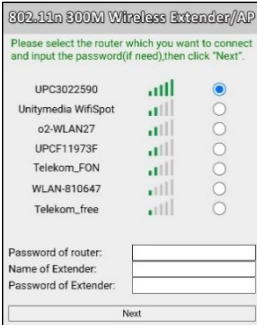 802.11n 300M Wireless Extender/AP
Please select the router which you want to connect
and input the password(if need),then click "Next".
UPC3022590
Unitymedia WifiSpot
o2-WLAN27
UPCF11973F
Telekom_FON
WLAN-810647
Telekom_free
Password of router:
Name of Extender:
Password of Extender:
Next